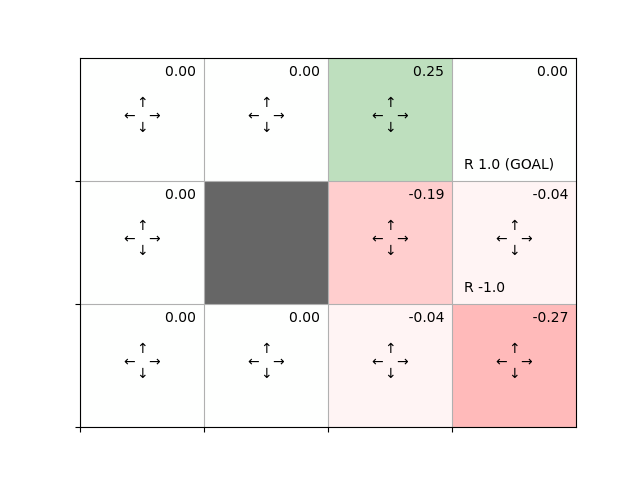 0.00 0.00 0.25 0.00
↑ ↑ ↑
← → ← → ← →
↓ ↓ ↓
R 1.0 (GOAL)
0.00 -0.19 -0.04
↑ ↑ ↑
← → ← → ← →
↓ ↓ ↓
R -1.0
0.00 0.00 -0.04 -0.27
↑ ↑ ↑ ↑
← → ← → ← → ← →
↓ ↓ ↓ ↓